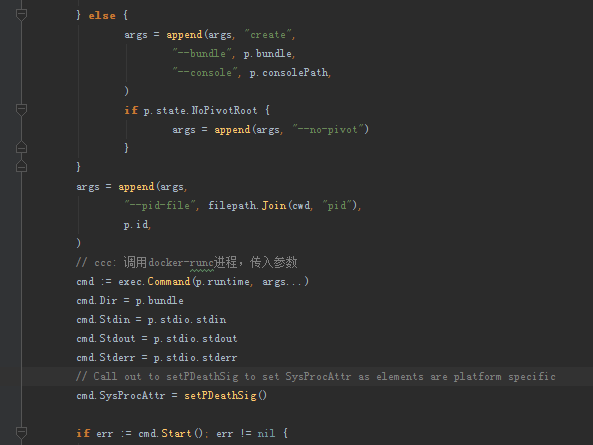 } else {
args = append(args, "create",
"--bundle", p.bundle,
"--console", p.consolePath,
)
if p.state.NoPivotRoot {
args = append(args, "--no-pivot")
}
}
args = append(args,
"--pid-file", filepath.Join(cwd, "pid"),
p.id,
)
// ccc: 调用docker-runc进程，传入参数
cmd := exec.Command(p.runtime, args...)
cmd.Dir = p.bundle
cmd.Stdin = p.stdio.stdin
cmd.Stdout = p.stdio.stdout
cmd.Stderr = p.stdio.stderr
// Call out to setPDeathSig to set SysProcAttr as elements are platform specific
cmd.SysProcAttr = setPDeathSig()
if err := cmd.Start(); err != nil {